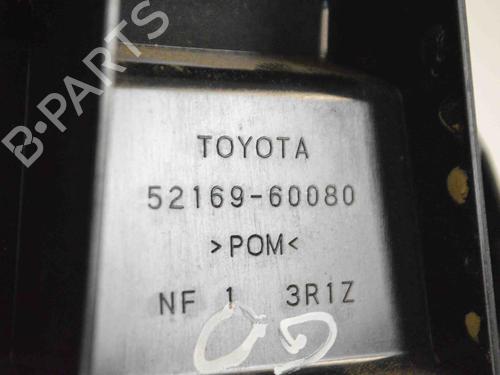 B-PARTS
TOYOTA
52169-60080
>POM<
NF 1 3R1Z